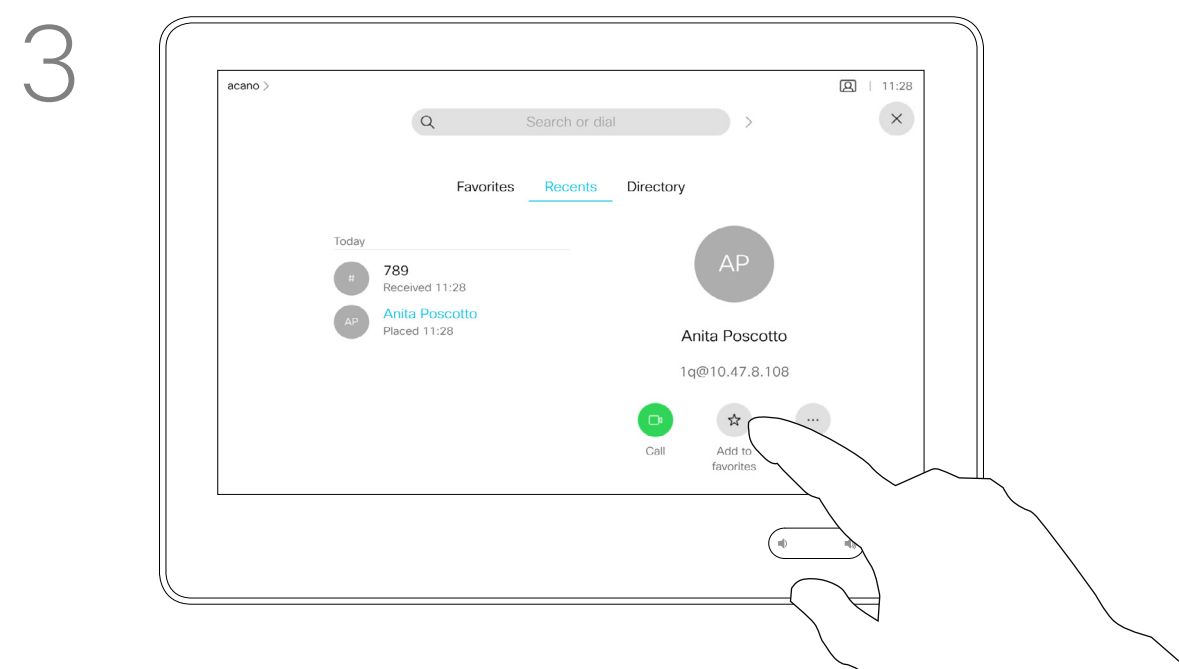 3
acano >
11:28
Search or dial
Favorites Recents Directory
Today
#
789
Received 11:28
AP
Anita Poscotto
Placed 11:28
AP
Anita Poscotto
1q@10.47.8.108
Call
Add to
favorites